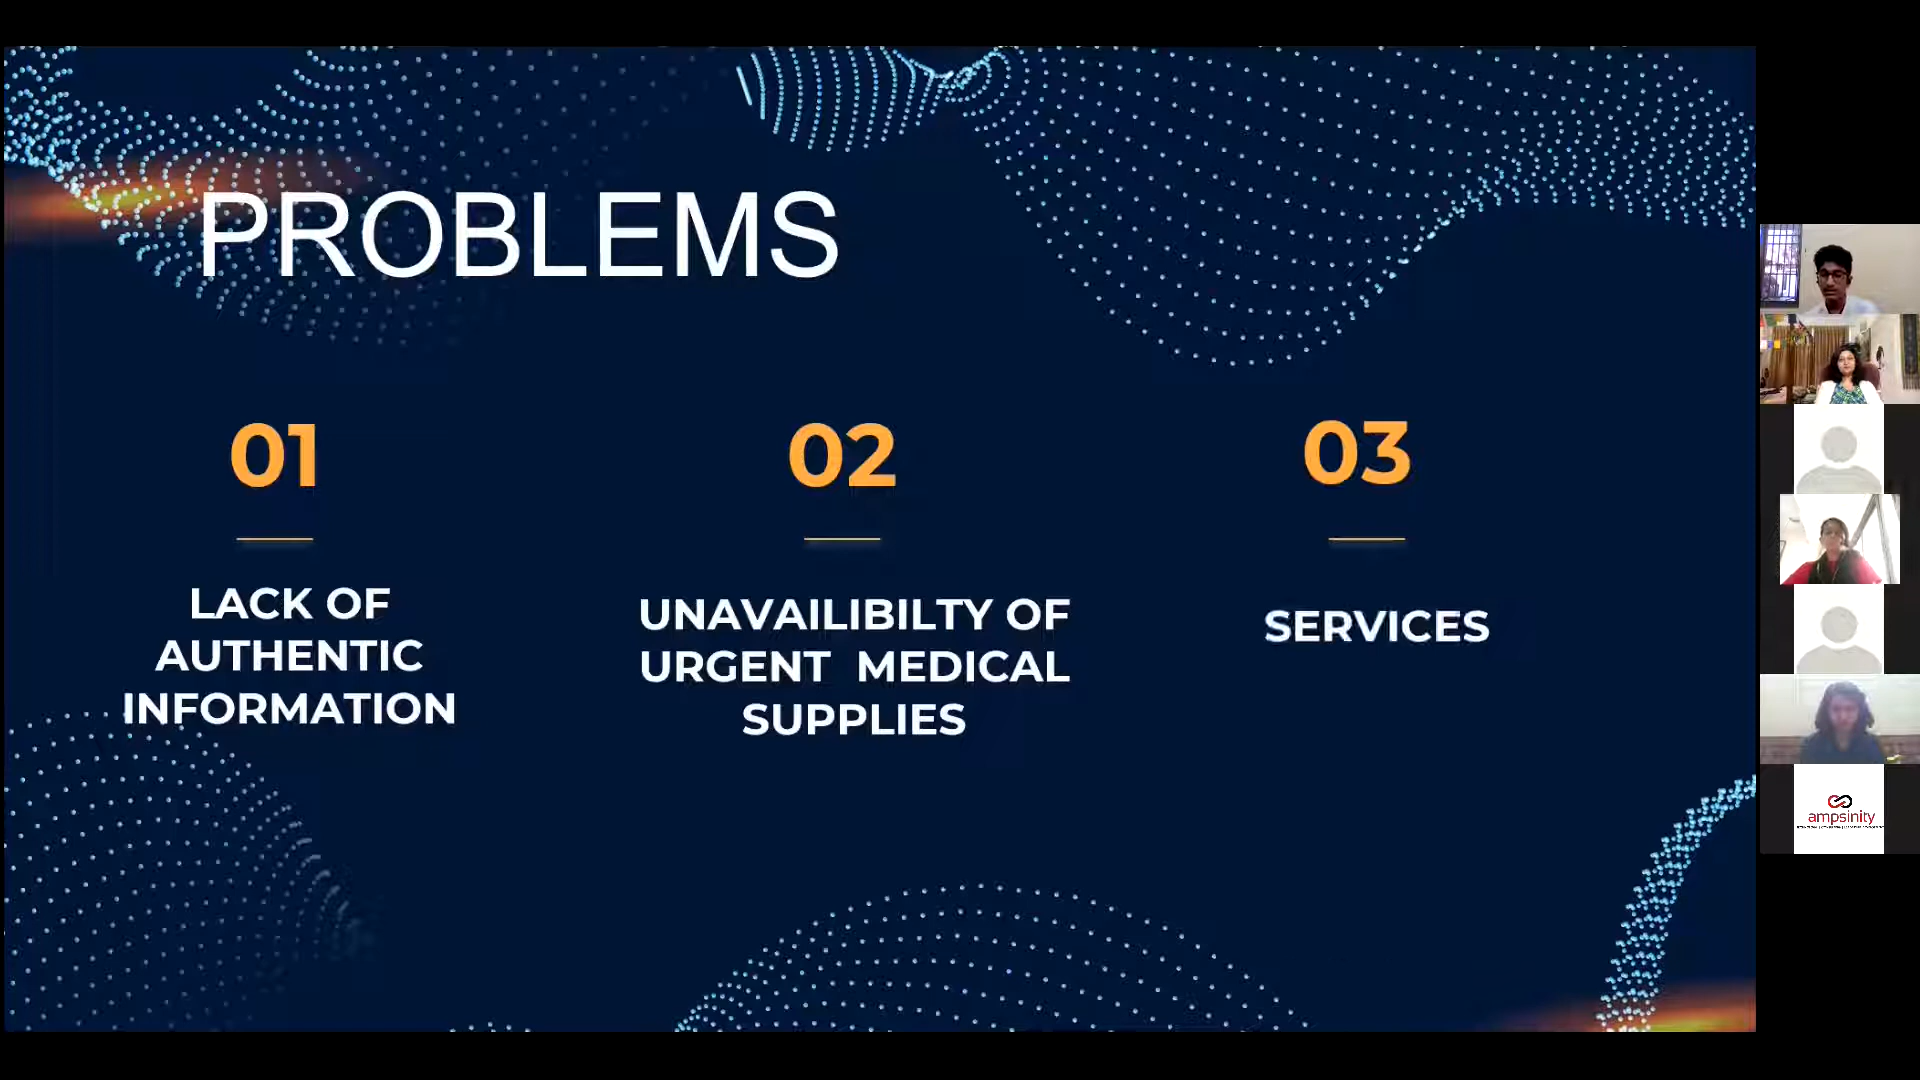 PROBLEMS
01
LACK OF
AUTHENTIC
INFORMATION
02
UNAVAILIBILTY OF
URGENT MEDICAL
SUPPLIES
03
SERVICES
ampsinity